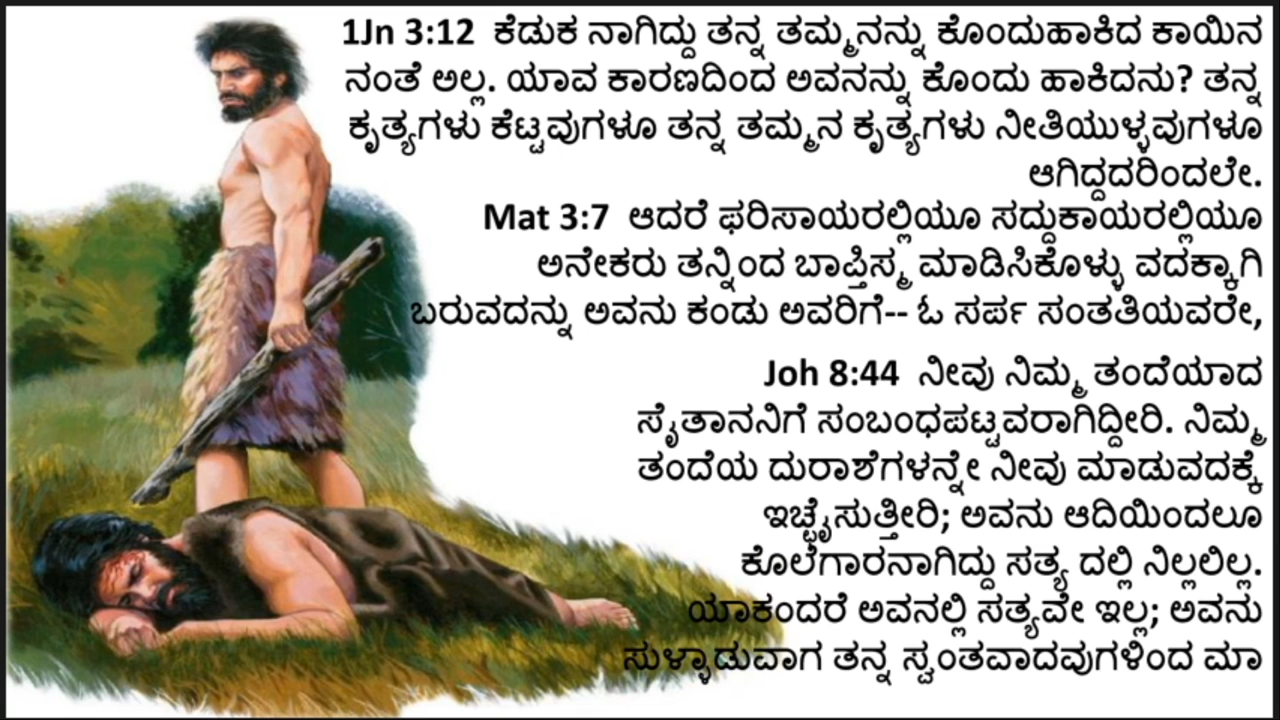 1Jn 3:12 ಕೆಡುಕ ನಾಗಿದ್ದು ತನ್ನ ತಮ್ಮನನ್ನು ಕೊಂದುಹಾಕಿದ ಕಾಯಿನ
ನಂತೆ ಅಲ್ಲ. ಯಾವ ಕಾರಣದಿಂದ ಅವನನ್ನು ಕೊಂದು ಹಾಕಿದನು? ತನ್ನ
ಕೃತ್ಯಗಳು ಕೆಟ್ಟವುಗಳೂ ತನ್ನ ತಮ್ಮನ ಕೃತ್ಯಗಳು ನೀತಿಯುಳ್ಳವುಗಳೂ
ಆಗಿದ್ದದರಿಂದಲೇ.
Mat 3:7 ಆದರೆ ಫರಿಸಾಯರಲ್ಲಿಯೂ ಸದ್ದುಕಾಯರಲ್ಲಿಯೂ
ಅನೇಕರು ತನ್ನಿಂದ ಬಾಪ್ತಿಸ್ಮ ಮಾಡಿಸಿಕೊಳ್ಳು ವದಕ್ಕಾಗಿ
ಬರುವದನ್ನು ಅವನು ಕಂಡು ಅವರಿಗೆ-- ಓ ಸರ್ಪ ಸಂತತಿಯವರೇ,
Joh 8:44 ನೀವು ನಿಮ್ಮ ತಂದೆಯಾದ
ಸೈತಾನನಿಗೆ ಸಂಬಂಧಪಟ್ಟವರಾಗಿದ್ದೀರಿ. ನಿಮ್ಮ
ತಂದೆಯ ದುರಾಶೆಗಳನ್ನೇ ನೀವು ಮಾಡುವದಕ್ಕೆ
ಇಚ್ಛೈಸುತ್ತೀರಿ; ಅವನು ಆದಿಯಿಂದಲೂ
ಕೊಲೆಗಾರನಾಗಿದ್ದು ಸತ್ಯ ದಲ್ಲಿ ನಿಲ್ಲಲಿಲ್ಲ.
ಯಾಕಂದರೆ ಅವನಲ್ಲಿ ಸತ್ಯವೇ ಇಲ್ಲ; ಅವನು
ಸುಳ್ಳಾಡುವಾಗ ತನ್ನ ಸ್ವಂತವಾದವುಗಳಿಂದ ಮಾ